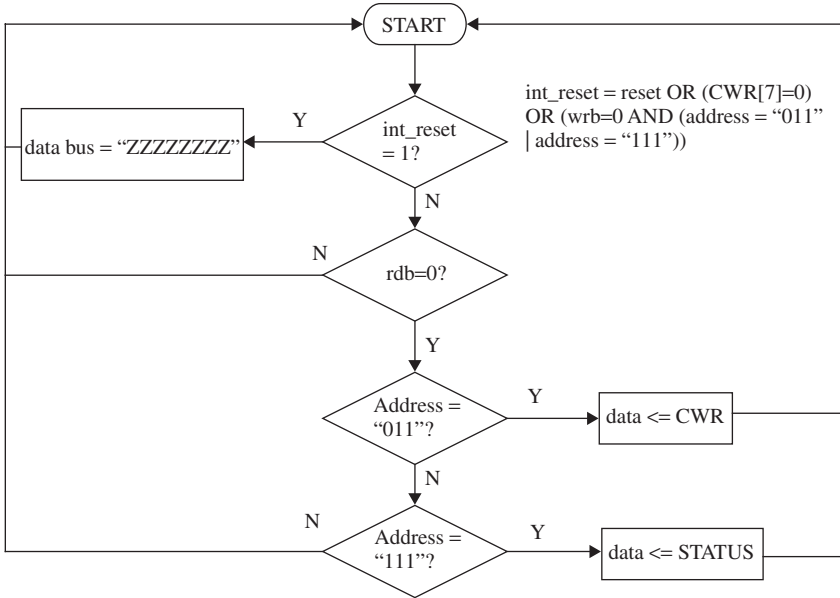 START
int_reset = reset OR (CWR[7]=0)
OR (wrb=0 AND (address = “011”
| address = “111”))
Y
int_reset
= 1?
data bus = “ZZZZZZZZ”
N
N
rdb=0?
Y
Address =
“011”?
Y
data <= CWR
N
N
Address =
“111”?
Y
data <= STATUS